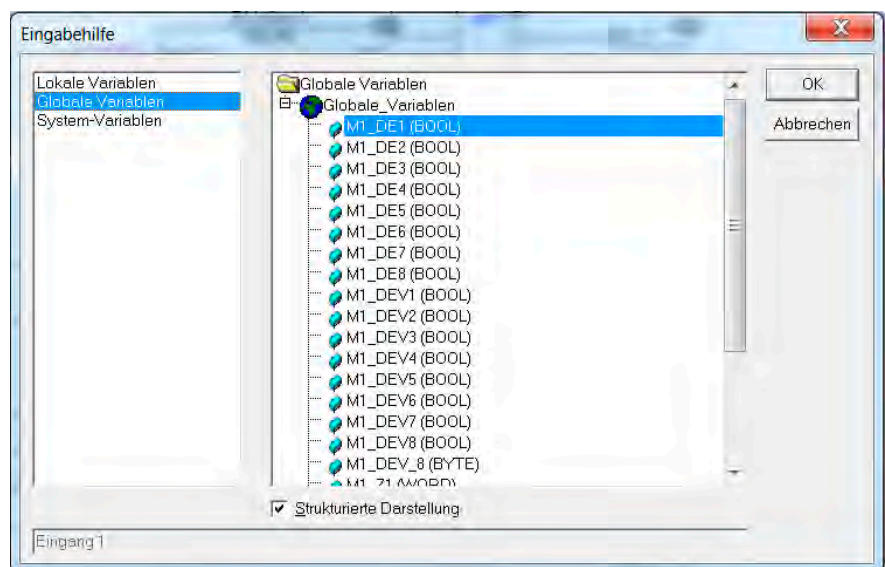 Eingabehilfe
Lokale Variablen
Globale Variablen
System-Variablen
Globale Variablen
Globale_Variablen
M1_DE1 (BOOL)
M1_DE2 (BOOL)
M1_DE3 (BOOL)
M1_DE4 (BOOL)
M1_DE5 (BOOL)
M1_DE6 (BOOL)
M1_DE7 (BOOL)
M1_DE8 (BOOL)
M1_DEV1 (BOOL)
M1_DEV2 (BOOL)
M1_DEV3 (BOOL)
M1_DEV4 (BOOL)
M1_DEV5 (BOOL)
M1_DEV6 (BOOL)
M1_DEV7 (BOOL)
M1_DEV8 (BOOL)
M1_DEV_8 (BYTE)
M1_Z1 (WORD)
OK
Abbrechen
Strukturierte Darstellung
Eingang 1